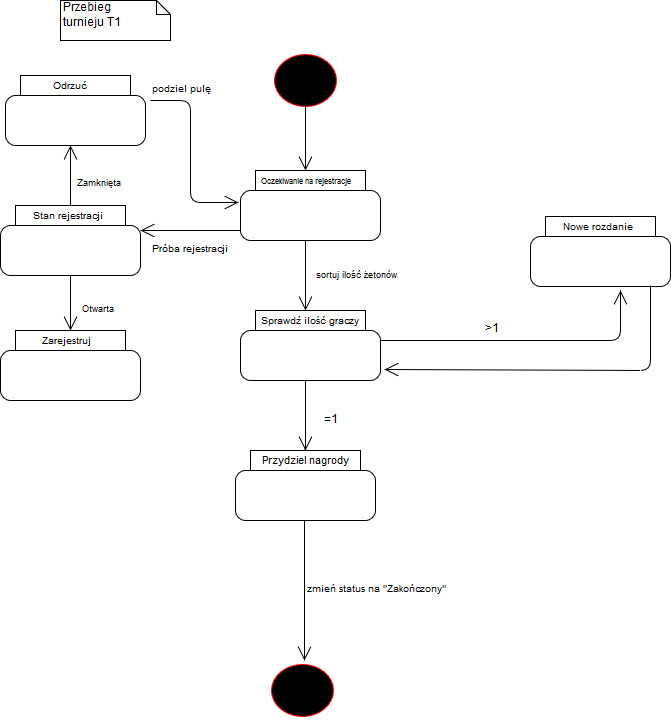 Przebieg
turnieju T1
Odrzuć
podziel pulę
Zamknięta
Oczekiwanie na rejestracje
Stan rejestracji
Próba rejestracji
Nowe rozdanie
sortuj ilość żetonów
Otwarta
Sprawdź ilość graczy
>1
Zarejestruj
=1
Przydziel nagrody
zmień status na "Zakończony"